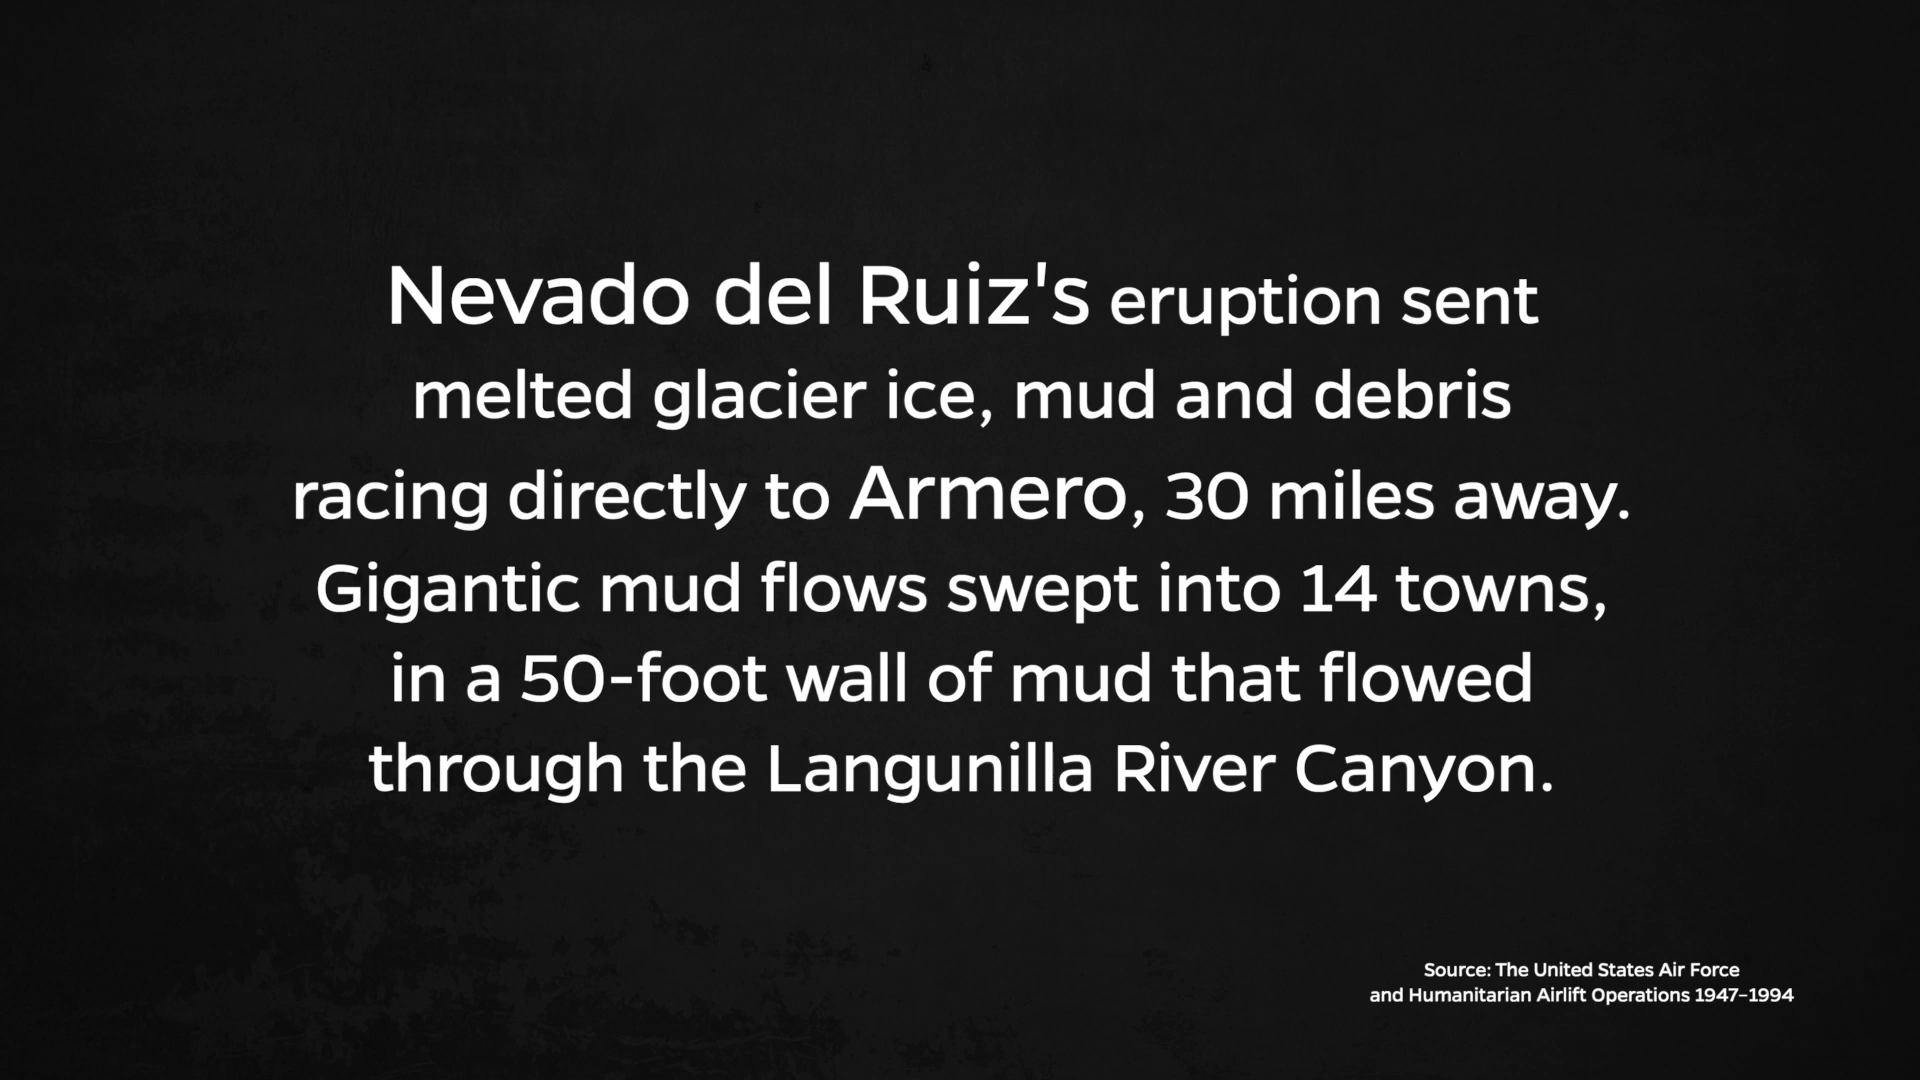 Nevado del Ruiz's eruption sent
melted glacier ice, mud and debris
racing directly to Armero, 30 miles away.
Gigantic mud flows swept into 14 towns,
in a 50-foot wall of mud that flowed
through the Langunilla River Canyon.
Source: The United States Air Force
and Humanitarian Airlift Operations 1947–1994